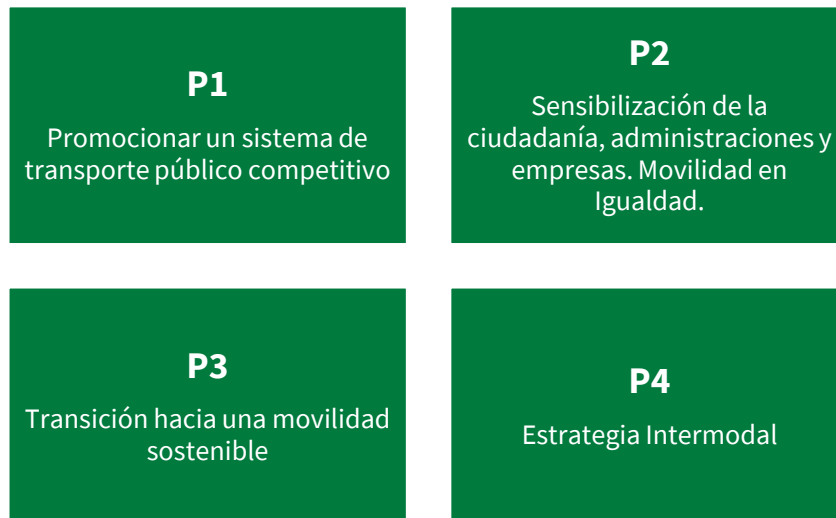 P1
Promocionar un sistema de
transporte público competitivo
P2
Sensibilización de la
ciudadanía, administraciones y
empresas. Movilidad en
Igualdad.
P3
Transición hacia una movilidad
sostenible
P4
Estrategia Intermodal